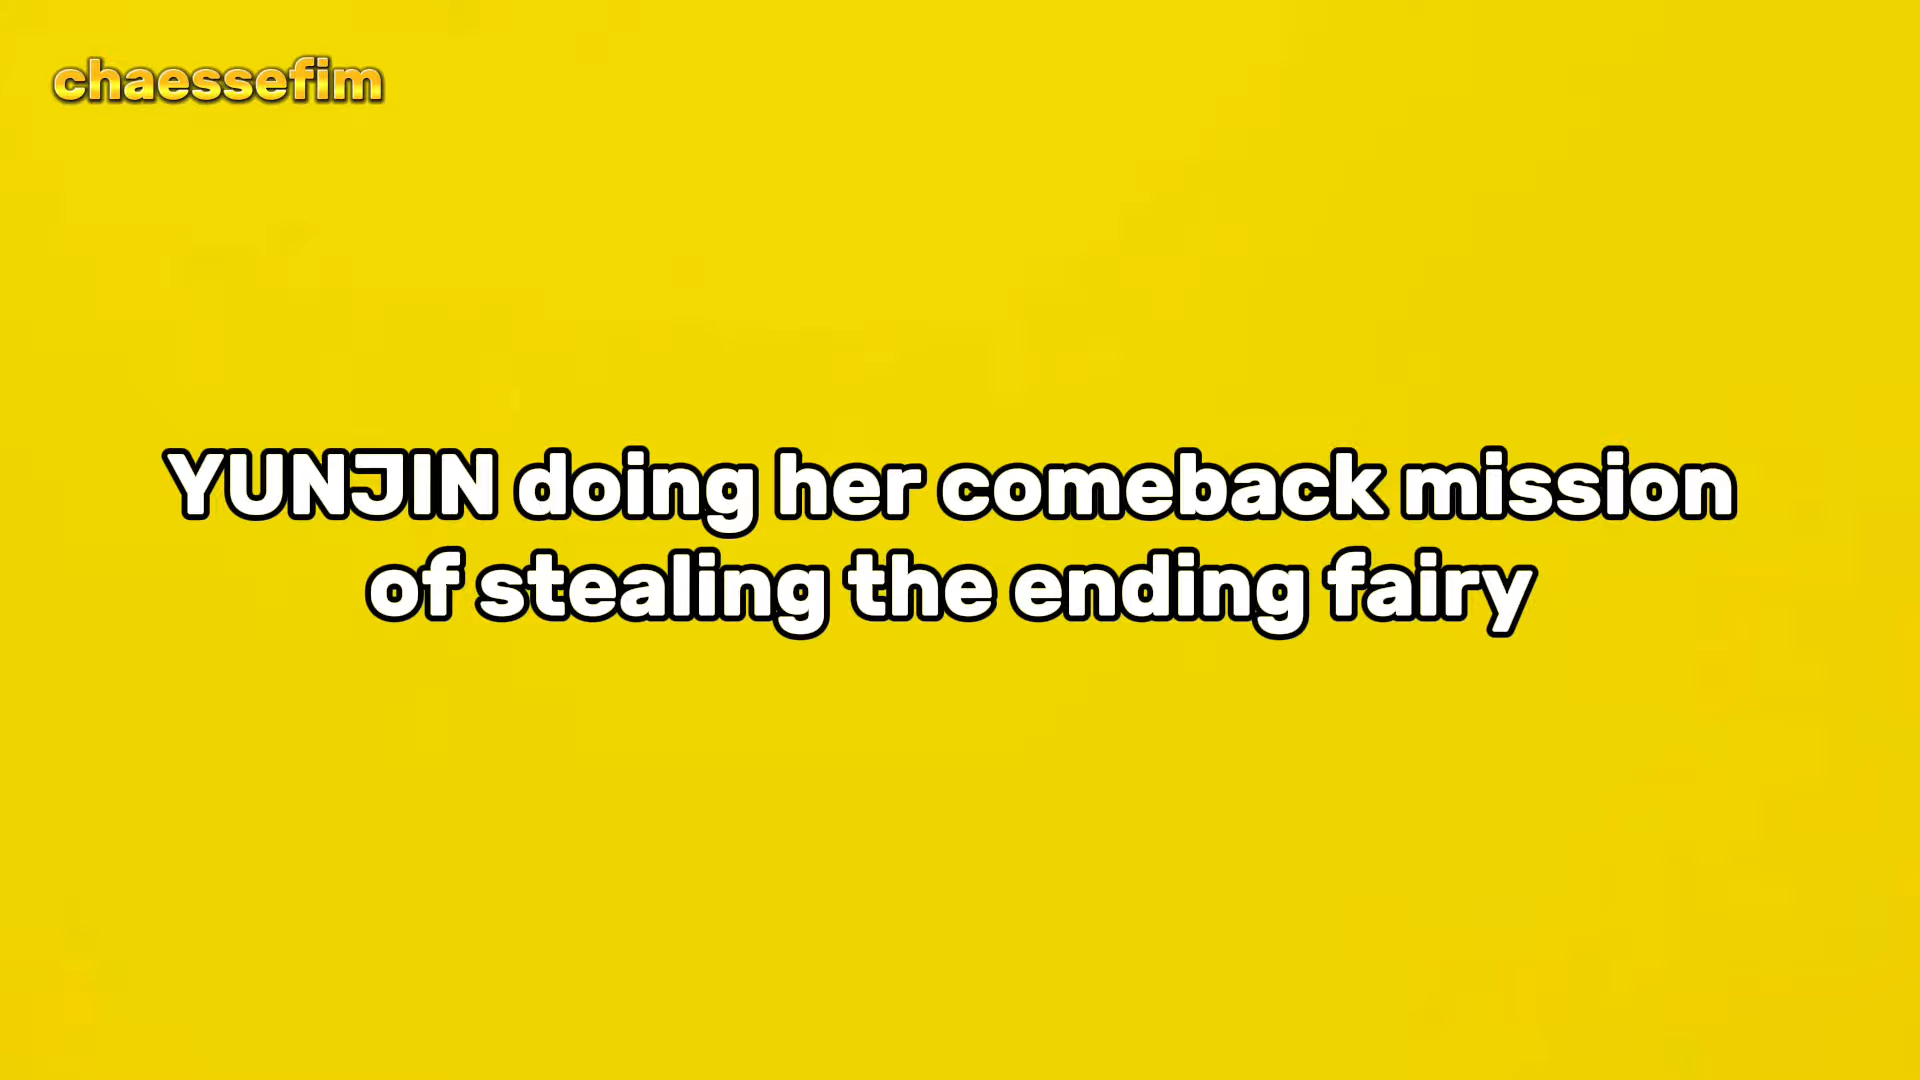 chaessefim
YUNJIN doing her comeback mission
of stealing the ending fairy